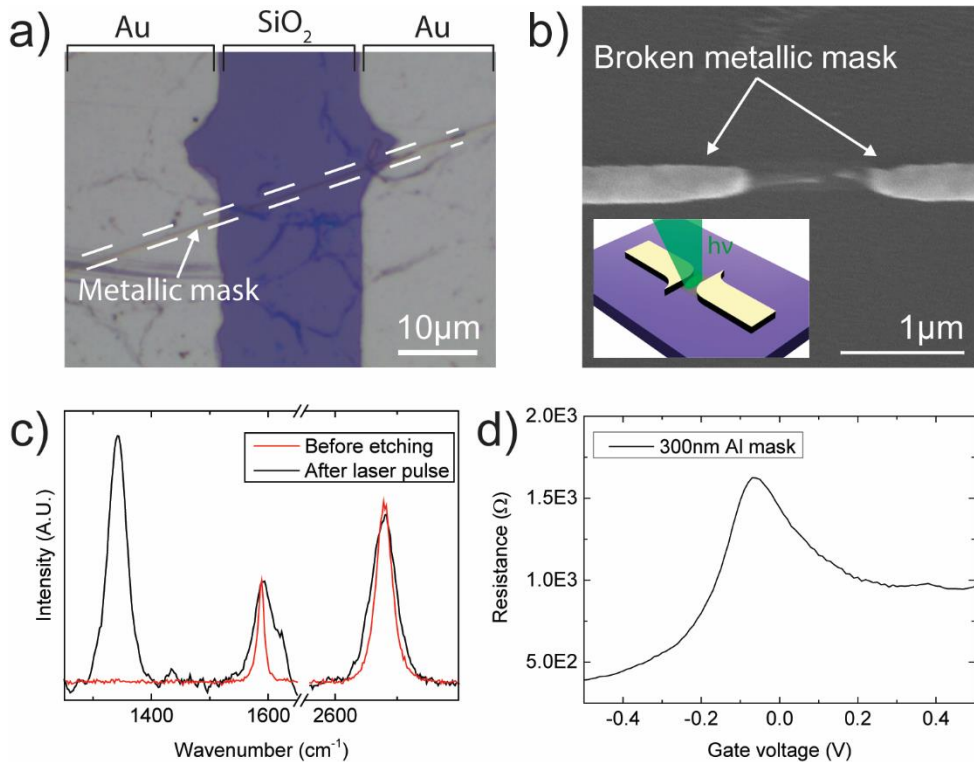 a)
Au
SiO₂
Au
Metallic mask
10µm
b)
Broken metallic mask
hν
1µm
c)
Before etching
After laser pulse
Intensity (A.U.)
1400
1600
2600
Wavenumber (cm⁻¹)
d)
300nm Al mask
2.0E3
1.5E3
1.0E3
5.0E2
Resistance (Ω)
-0.4
-0.2
0.0
0.2
0.4
Gate voltage (V)